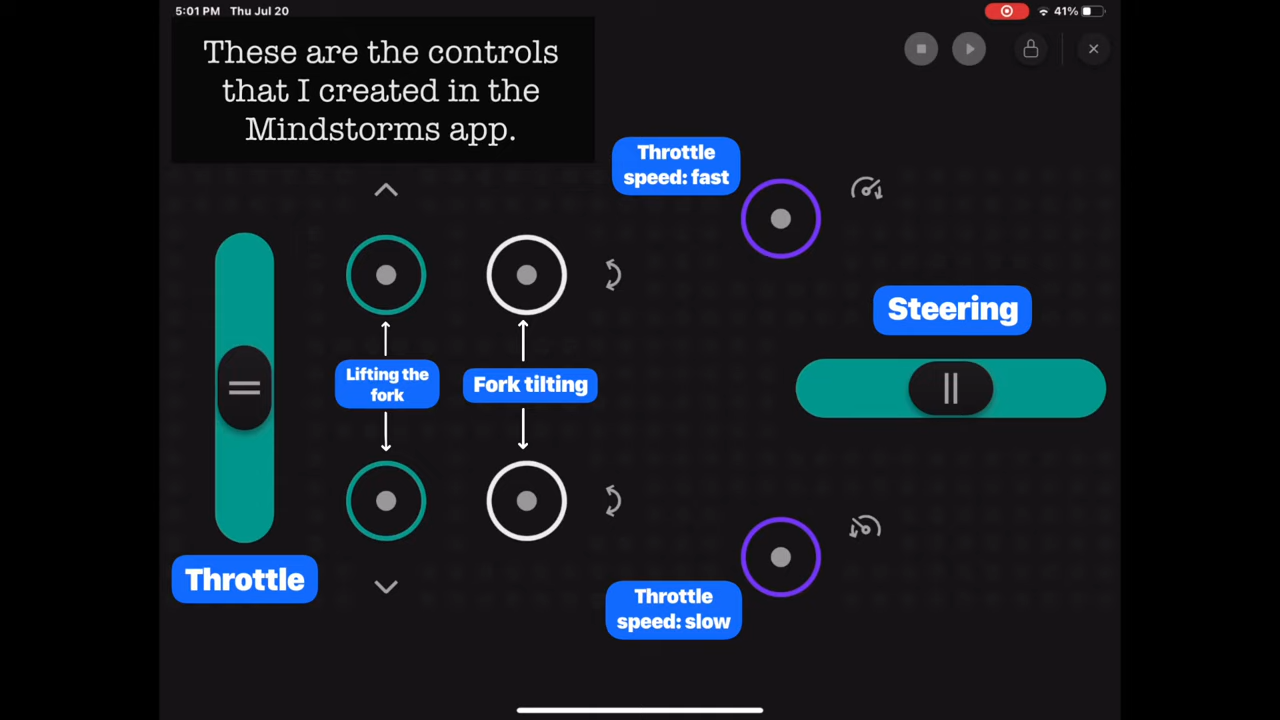 5:01 PM Thu Jul 20
41%
These are the controls
that I created in the
Mindstorms app.
Throttle
speed: fast
Steering
Lifting the
fork
Fork tilting
Throttle
Throttle
speed: slow